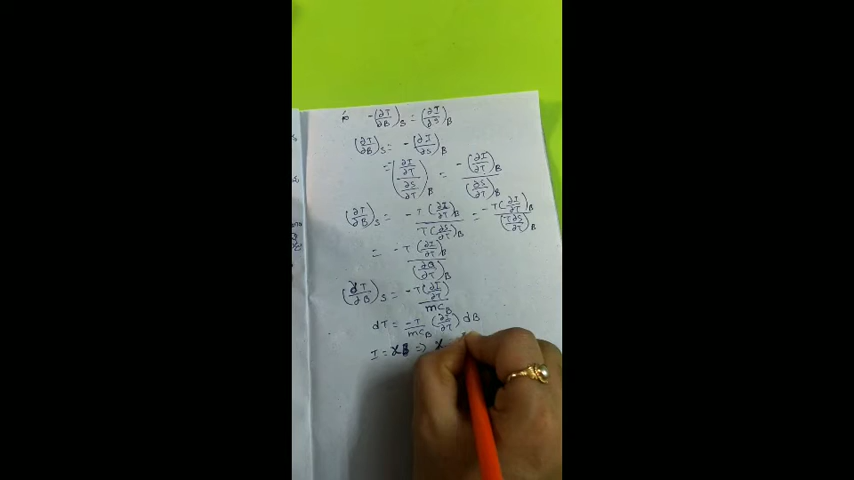 -(∂T/∂B)_S = (∂I/∂S)_B
(∂T/∂B)_S = -(∂I/∂S)_B
= -((∂I/∂T)/(∂S/∂T))_B = -(∂I/∂T)_B/(∂S/∂T)_B
(∂T/∂B)_S = -T(∂I/∂T)_B/T(∂S/∂T)_B = -T(∂I/∂T)_B/(T∂S/∂T)_B
= -T(∂I/∂T)_B/(∂Q/∂T)_B
(∂T/∂B)_S = -T(∂I/∂T)/mC_B
dT = -T/mC_B (∂I/∂T) dB
I = χB ⇒ χ